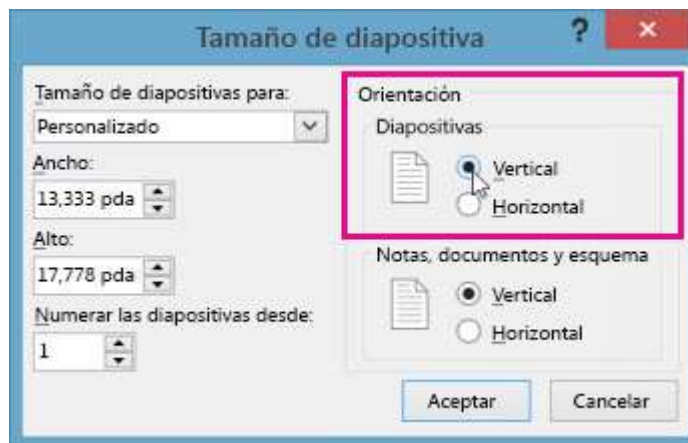 Tamaño de diapositiva ?
Tamaño de diapositivas para:
Personalizado
Ancho:
13,333 pda
Alto:
17,778 pda
Numerar las diapositivas desde:
1
Orientación
Diapositivas
Vertical
Horizontal
Notas, documentos y esquema
Vertical
Horizontal
Aceptar
Cancelar